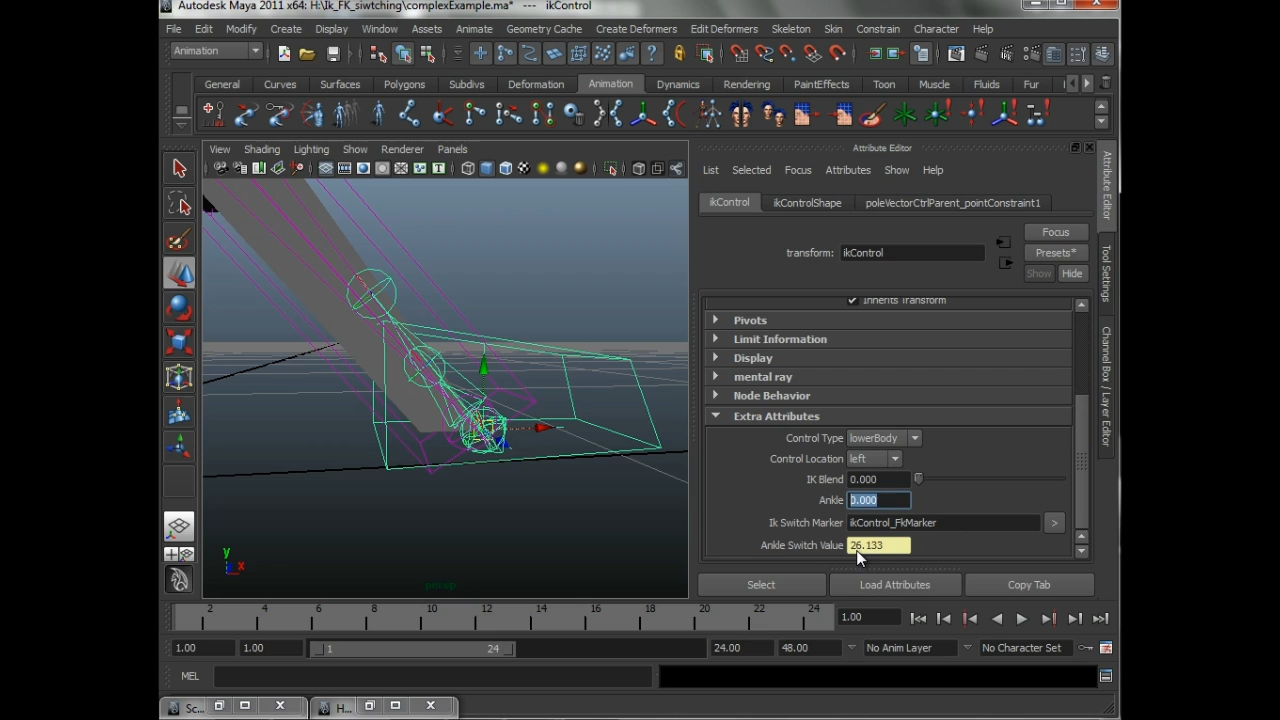 Autodesk Maya 2011 x64: H:\Ik_FK_siwtching\complexExample.ma* --- ikControl
File Edit Modify Create Display Window Assets Animate Geometry Cache Create Deformers Edit Deformers Skeleton Skin Constrain Character Help
Animation
General Curves Surfaces Polygons Subdivs Deformation Animation Dynamics Rendering PaintEffects Toon Muscle Fluids Fur
View Shading Lighting Show Renderer Panels
Attribute Editor
List Selected Focus Attributes Show Help
ikControl ikControlShape poleVectorCtrlParent_pointConstraint1
Focus
transform: ikControl Presets*
Show Hide
Inherits Transform
Pivots
Limit Information
Display
mental ray
Node Behavior
Extra Attributes
Control Type lowerBody
Control Location left
IK Blend 0.000
Ankle 0.000
Ik Switch Marker ikControl_FkMarker >
Ankle Switch Value 26.133
Select Load Attributes Copy Tab
Attribute Editor
Tool Settings
Channel Box / Layer Editor
y
x
persp
2 4 6 8 10 12 14 16 18 20 22 24 1.00
1.00 1.00 1 24 24.00 48.00 No Anim Layer No Character Set
MEL
Sc... H...